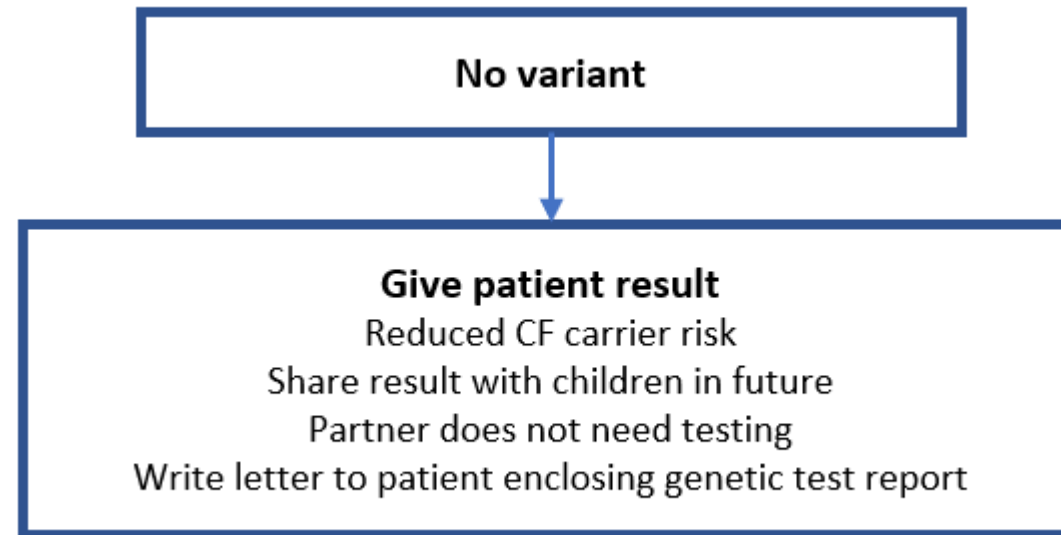 No variant
Give patient result
Reduced CF carrier risk
Share result with children in future
Partner does not need testing
Write letter to patient enclosing genetic test report